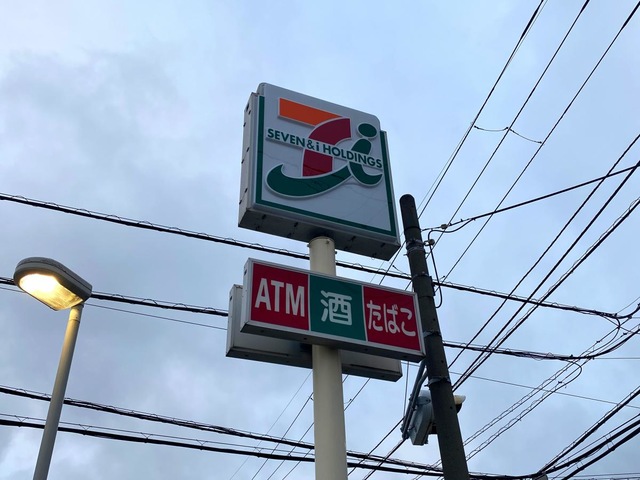 SEVEN & i HOLDINGS
ATM 酒 たばこ